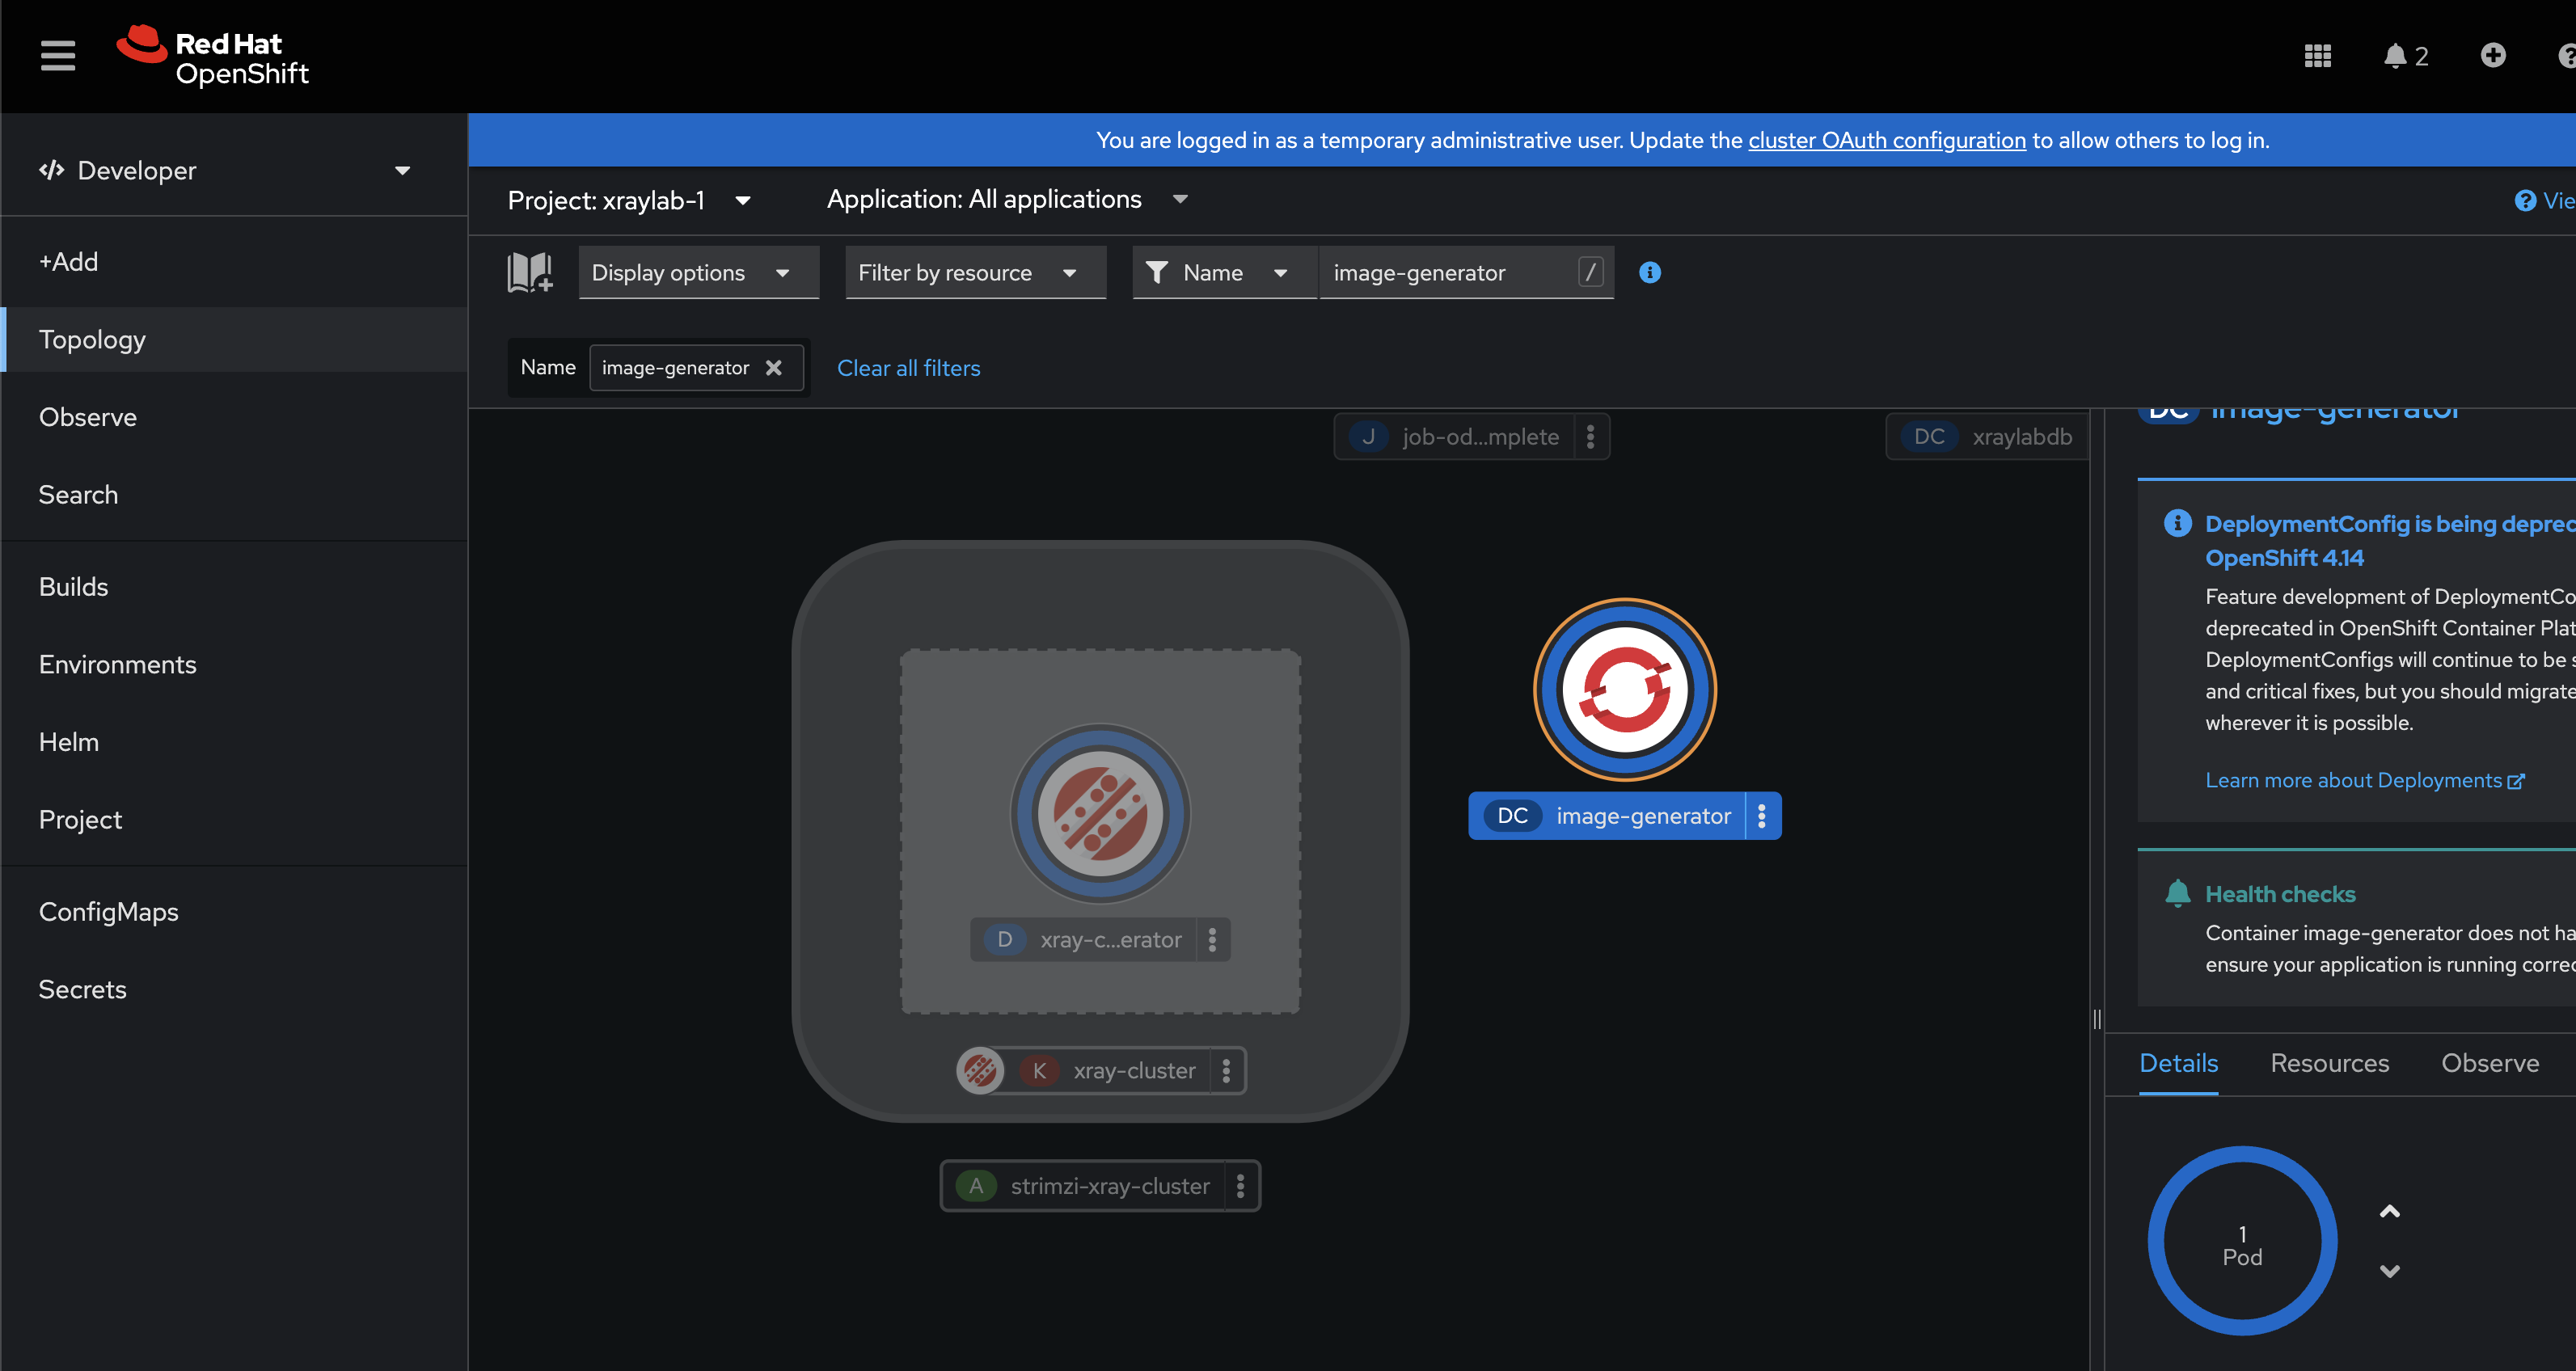 Red Hat
OpenShift
2
You are logged in as a temporary administrative user. Update the cluster OAuth configuration to allow others to log in.
Developer
Project: xraylab-1
Application: All applications
Vie
+Add
Topology
Observe
Search
Builds
Environments
Helm
Project
ConfigMaps
Secrets
Display options
Filter by resource
Name
image-generator
/
Name
image-generator
Clear all filters
J job-od...mplete
DC xraylabdb
D xray-c...erator
K xray-cluster
A strimzi-xray-cluster
DC image-generator
DC image-generator
DeploymentConfig is being deprec
OpenShift 4.14
Feature development of DeploymentCo
deprecated in OpenShift Container Plat
DeploymentConfigs will continue to be s
and critical fixes, but you should migrate
wherever it is possible.
Learn more about Deployments
Health checks
Container image-generator does not ha
ensure your application is running correc
Details
Resources
Observe
1
Pod